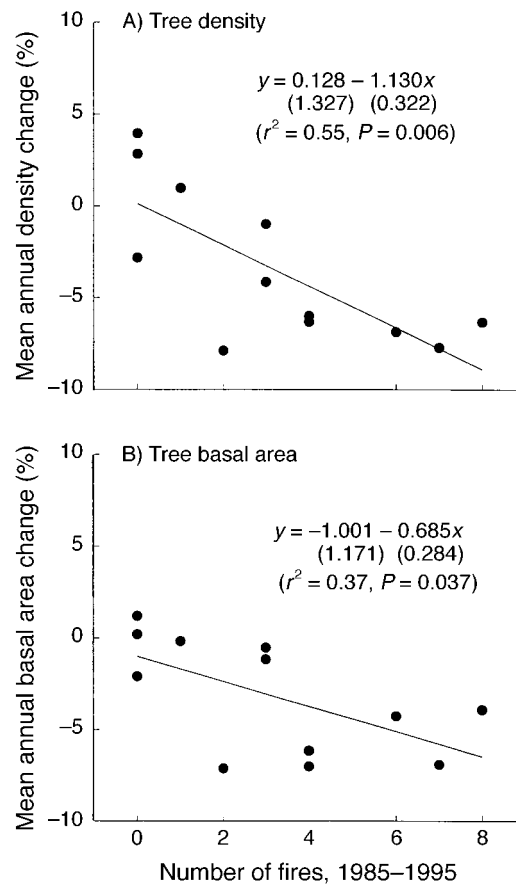 A) Tree density
y = 0.128 − 1.130x
(1.327) (0.322)
(r² = 0.55, P = 0.006)
Mean annual density change (%)
10
5
0
−5
−10
B) Tree basal area
y = −1.001 − 0.685x
(1.171) (0.284)
(r² = 0.37, P = 0.037)
Mean annual basal area change (%)
10
5
0
−5
−10
0 2 4 6 8
Number of fires, 1985–1995